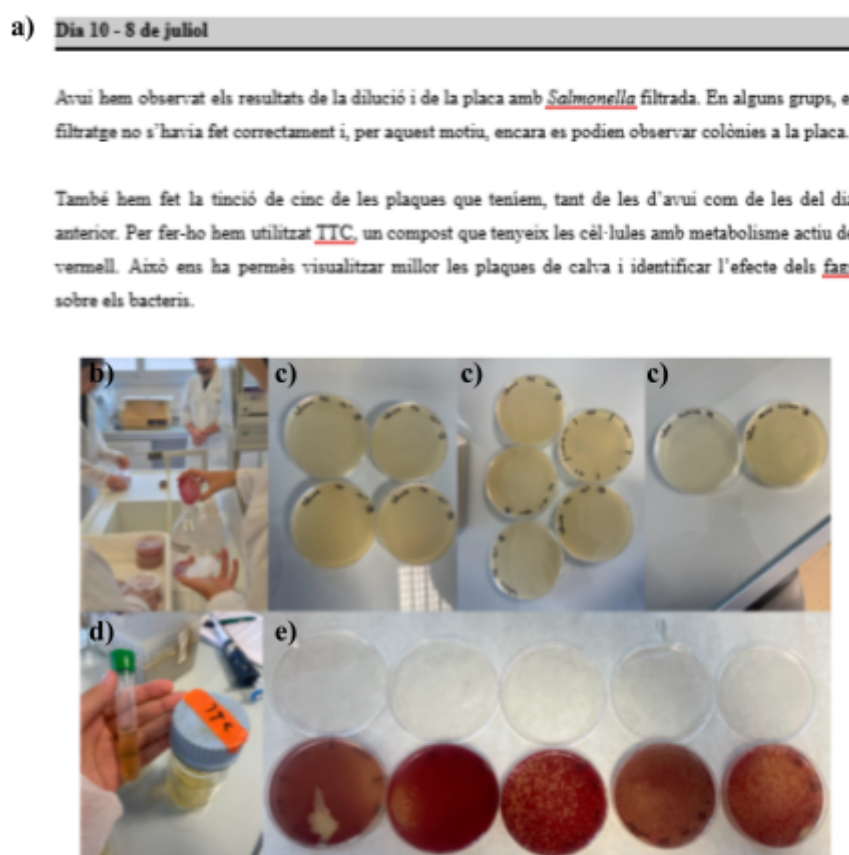 a) Dia 10 - 8 de juliol
Avui hem observat els resultats de la dilució i de la placa amb Salmonella filtrada. En alguns grups, e
filtratge no s'havia fet correctament i, per aquest motiu, encara es podien observar colònies a la placa.
També hem fet la tinció de cinc de les plaques que teniem, tant de les d'avui com de les del dia
anterior. Per fer-ho hem utilitzat TTC, un compost que tenyeix les cèl·lules amb metabolisme actiu de
vermell. Això ens ha permès visualitzar millor les plaques de calva i identificar l'efecte dels fags
sobre els bacteris.
b) c) c) c)
d) e)
TTC